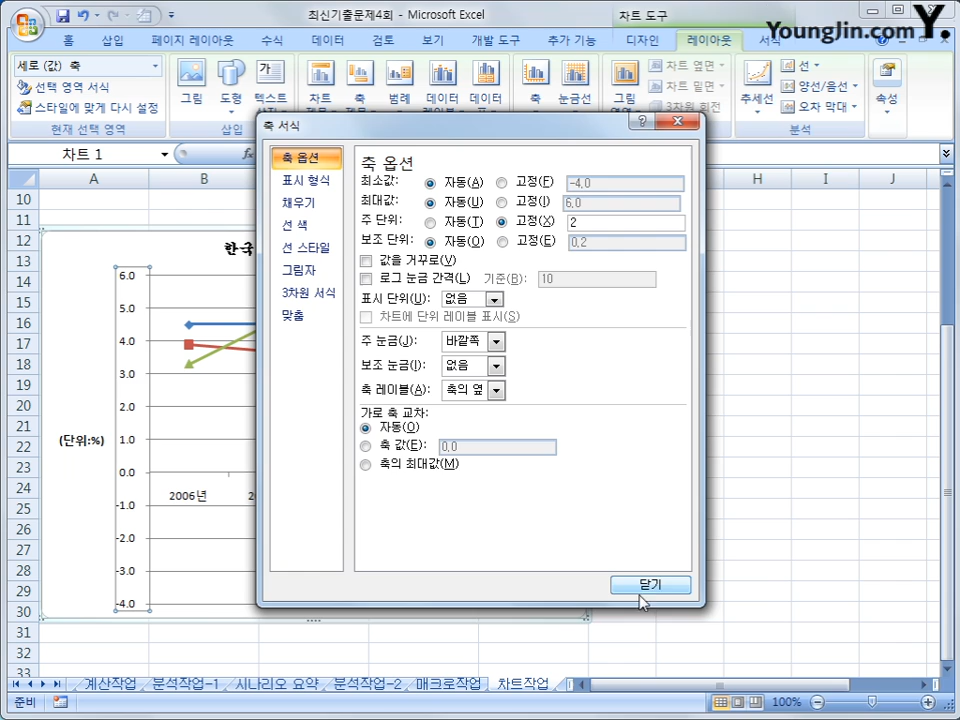 최신기출문제4회 - Microsoft Excel
차트 도구
YoungJin.com Y.
홈 삽입 페이지 레이아웃 수식 데이터 검토 보기 개발 도구 추가 기능 디자인 레이아웃 서식
세로 (값) 축
선택 영역 서식
스타일에 맞게 다시 설정
현재 선택 영역
그림 도형 텍스트
삽입
차트 축 범례 데이터 데이터
축 눈금선
그림
차트 옆면
차트 밑면
3차원 회전
추세선
선
양선/음선
오차 막대
분석
속성
차트 1
fx
A B H I J
10
11
12
13
14
15
16
17
18
19
20
21
22
23
24
25
26
27
28
29
30
31
32
33
한국
6.0
5.0
4.0
3.0
2.0
1.0
0.0
-1.0
-2.0
-3.0
-4.0
(단위:%)
2006년
축 서식
축 옵션
표시 형식
채우기
선 색
선 스타일
그림자
3차원 서식
맞춤
축 옵션
최소값: 자동(A) 고정(F) -4.0
최대값: 자동(U) 고정(I) 6.0
주 단위: 자동(T) 고정(X) 2
보조 단위: 자동(O) 고정(E) 0.2
값을 거꾸로(V)
로그 눈금 간격(L) 기준(B): 10
표시 단위(U): 없음
차트에 단위 레이블 표시(S)
주 눈금(J): 바깥쪽
보조 눈금(I): 없음
축 레이블(A): 축의 옆
가로 축 교차:
자동(O)
축 값(E): 0.0
축의 최대값(M)
닫기
계산작업 분석작업-1 시나리오 요약 분석작업-2 매크로작업 차트작업
준비
100%